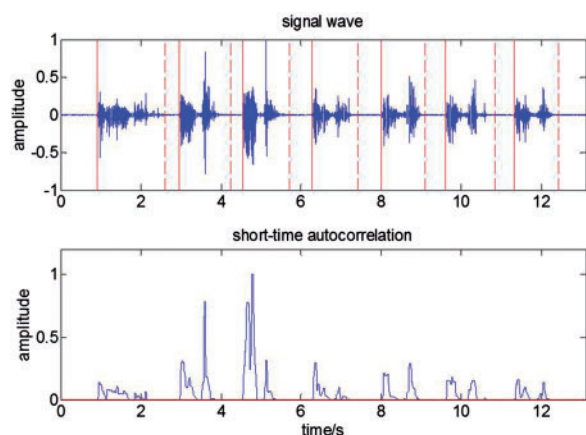 signal wave
1
0.5
0
-0.5
-1
amplitude
0 2 4 6 8 10 12
short-time autocorrelation
1
0.5
0
amplitude
0 2 4 6 8 10 12
time/s